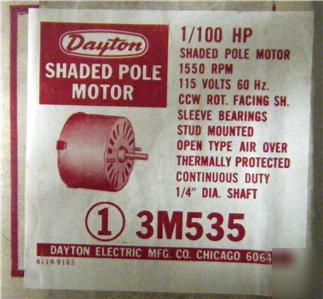 Dayton
SHADED POLE
MOTOR
1/100 HP
SHADED POLE MOTOR
1550 RPM
115 VOLTS 60 Hz.
CCW ROT. FACING SH.
SLEEVE BEARINGS
STUD MOUNTED
OPEN TYPE AIR OVER
THERMALLY PROTECTED
CONTINUOUS DUTY
1/4" DIA. SHAFT
1 3M535
DAYTON ELECTRIC MFG. CO. CHICAGO 6064
6119-9163